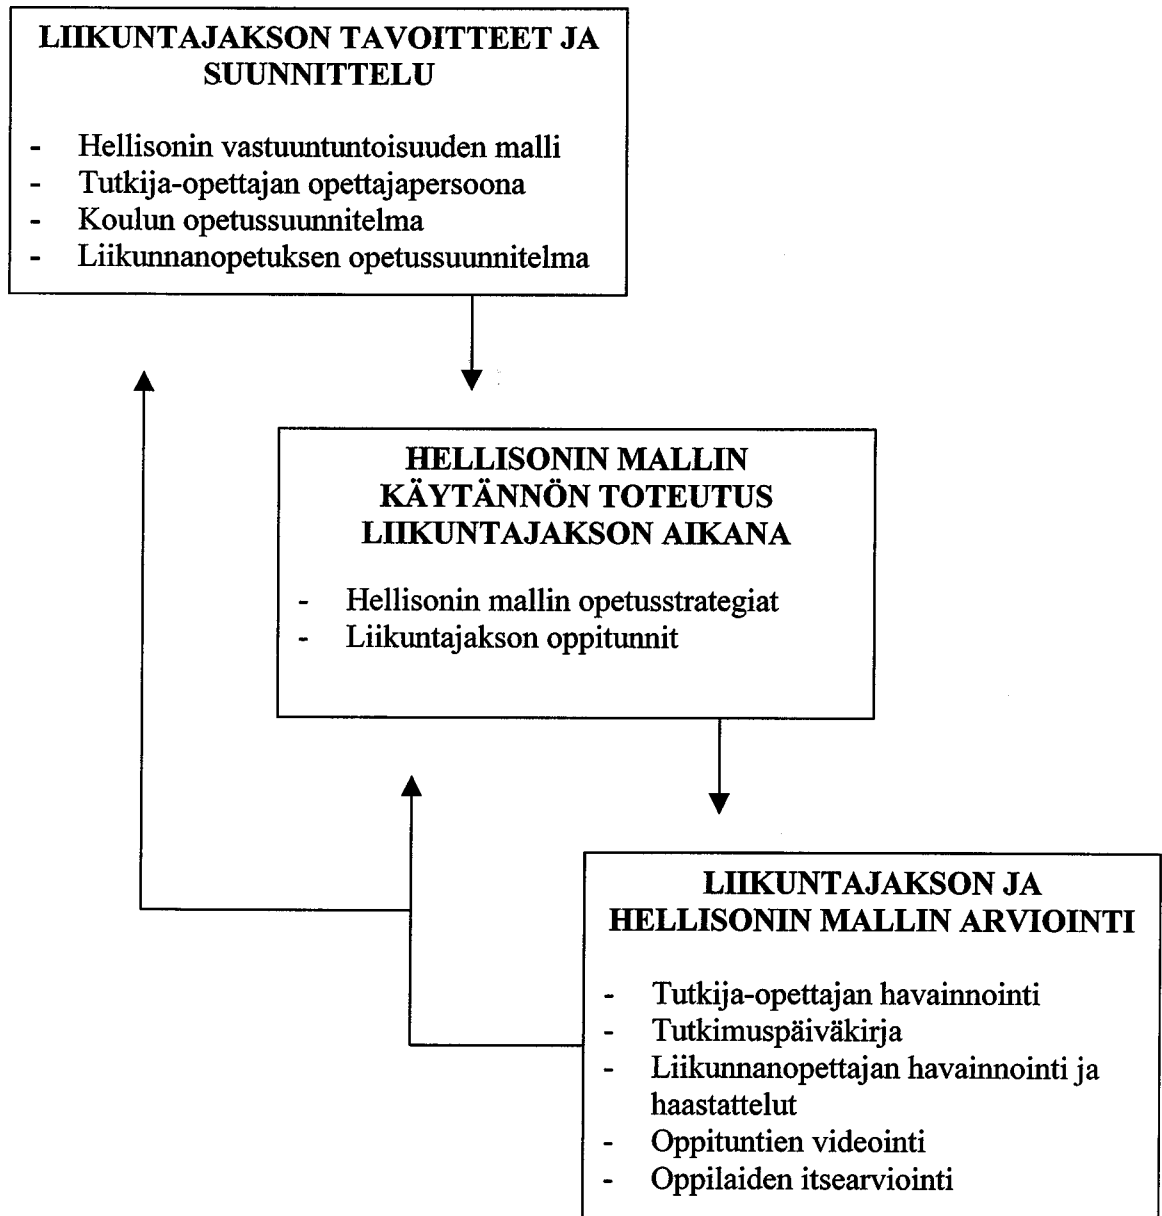 LIIKUNTAJAKSON TAVOITTEET JA
SUUNNITTELU
- Hellisonin vastuuntuntoisuuden malli
- Tutkija-opettajan opettajapersoona
- Koulun opetussuunnitelma
- Liikunnanopetuksen opetussuunnitelma
HELLISONIN MALLIN
KÄYTÄNNÖN TOTEUTUS
LIIKUNTAJAKSON AIKANA
- Hellisonin mallin opetusstrategiat
- Liikuntajakson oppitunnit
LIIKUNTAJAKSON JA
HELLISONIN MALLIN ARVIOINTI
- Tutkija-opettajan havainnointi
- Tutkimuspäiväkirja
- Liikunnanopettajan havainnointi ja
haastattelut
- Oppituntien videointi
- Oppilaiden itsearviointi